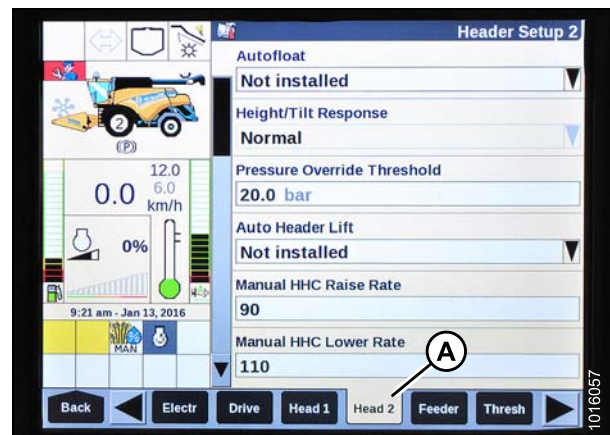 Header Setup 2
Autofloat
Not installed
Height/Tilt Response
Normal
Pressure Override Threshold
20.0 bar
Auto Header Lift
Not installed
Manual HHC Raise Rate
90
Manual HHC Lower Rate
110
2
(P)
12.0
6.0
0.0 km/h
0%
9:21 am - Jan 13, 2016
MAN
A
Back
Electr
Drive
Head 1
Head 2
Feeder
Thresh
1016057